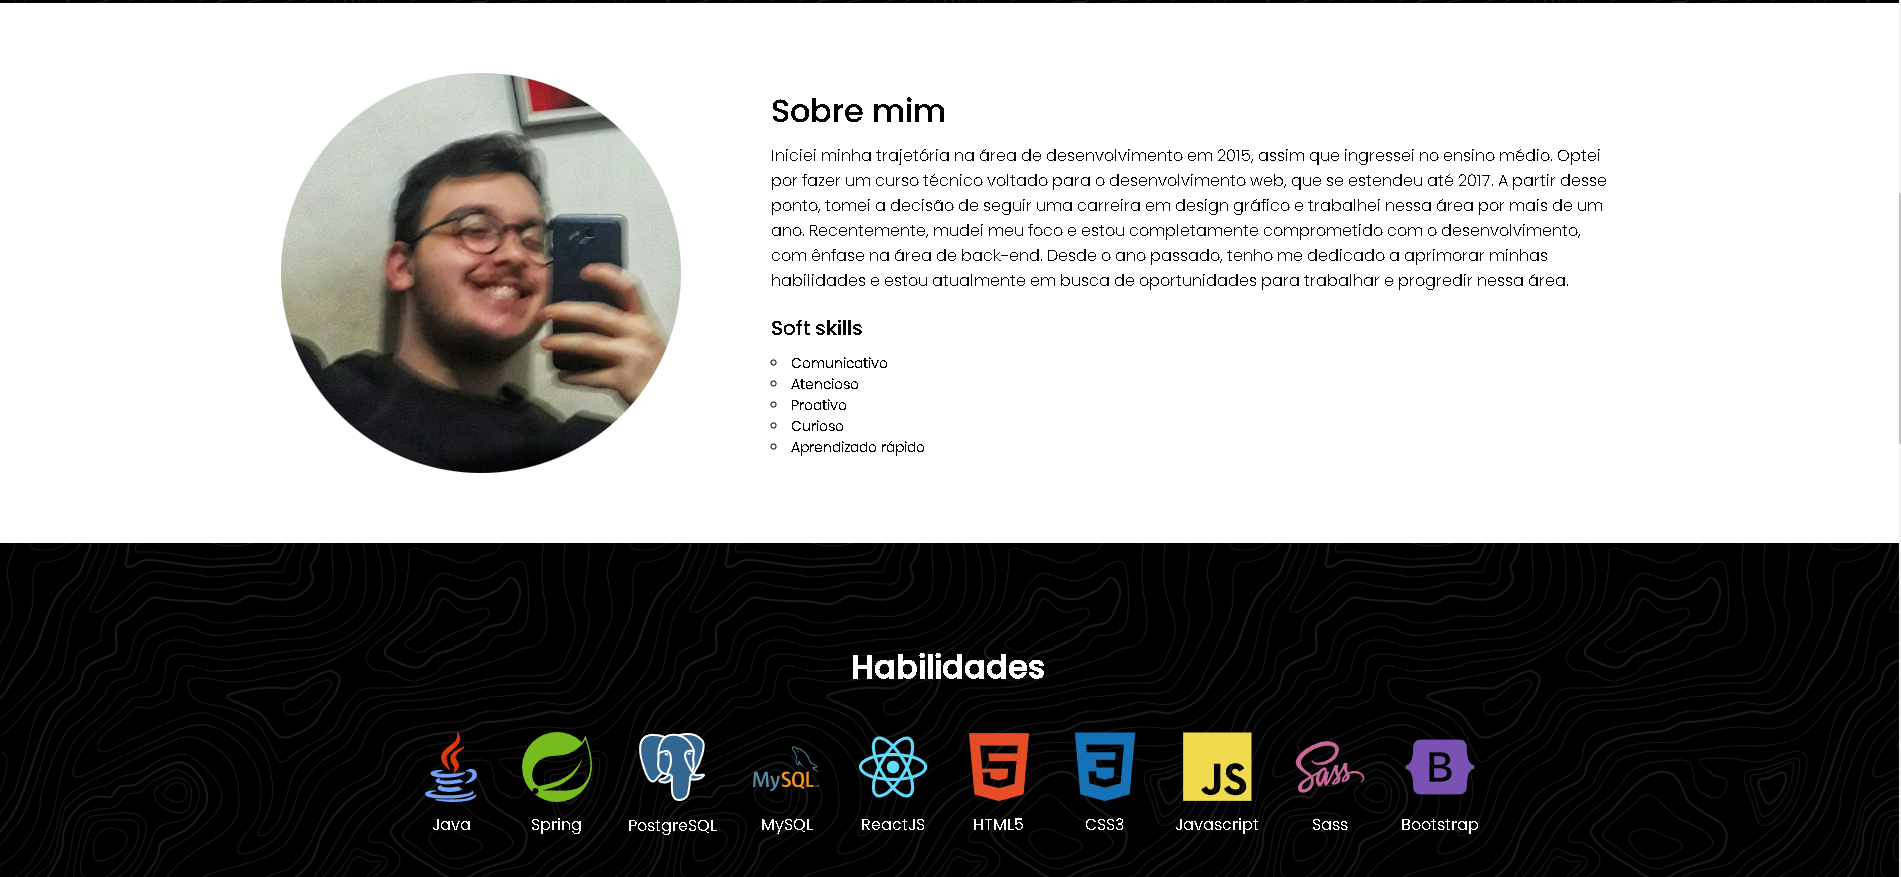 Sobre mim
Iniciei minha trajetória na área de desenvolvimento em 2015, assim que ingressei no ensino médio. Optei
por fazer um curso técnico voltado para o desenvolvimento web, que se estendeu até 2017. A partir desse
ponto, tomei a decisão de seguir uma carreira em design gráfico e trabalhei nessa área por mais de um
ano. Recentemente, mudei meu foco e estou completamente comprometido com o desenvolvimento,
com ênfase na área de back-end. Desde o ano passado, tenho me dedicado a aprimorar minhas
habilidades e estou atualmente em busca de oportunidades para trabalhar e progredir nessa área.
Soft skills
Comunicativo
Atencioso
Proativo
Curioso
Aprendizado rápido
Habilidades
MySQL JS Sass B
Java Spring PostgreSQL MySQL ReactJS HTML5 CSS3 Javascript Sass Bootstrap